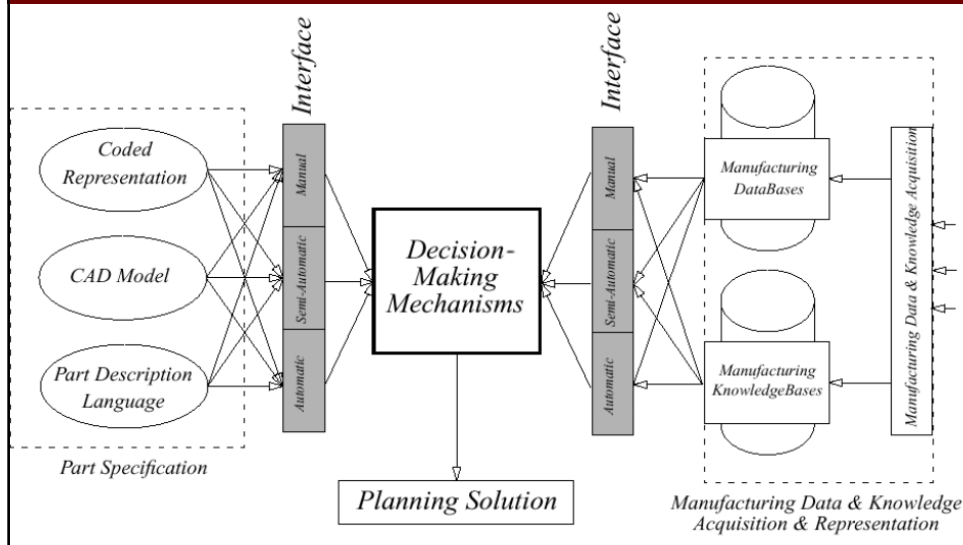 Interface
Interface
Coded
Representation
CAD Model
Part Description
Language
Part Specification
Manual
Semi-Automatic
Automatic
Decision-
Making
Mechanisms
Planning Solution
Manual
Semi-Automatic
Automatic
Manufacturing
DataBases
Manufacturing
KnowledgeBases
Manufacturing Data & Knowledge Acquisition
Manufacturing Data & Knowledge
Acquisition & Representation